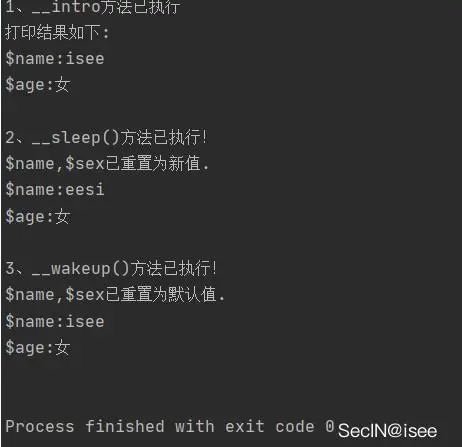 1、__intro方法已执行
打印结果如下:
$name:isee
$age:女
2、__sleep()方法已执行!
$name,$sex已重置为新值.
$name:eesi
$age:女
3、__wakeup()方法已执行!
$name,$sex已重置为默认值.
$name:isee
$age:女
Process finished with exit code 0
SecIN@isee